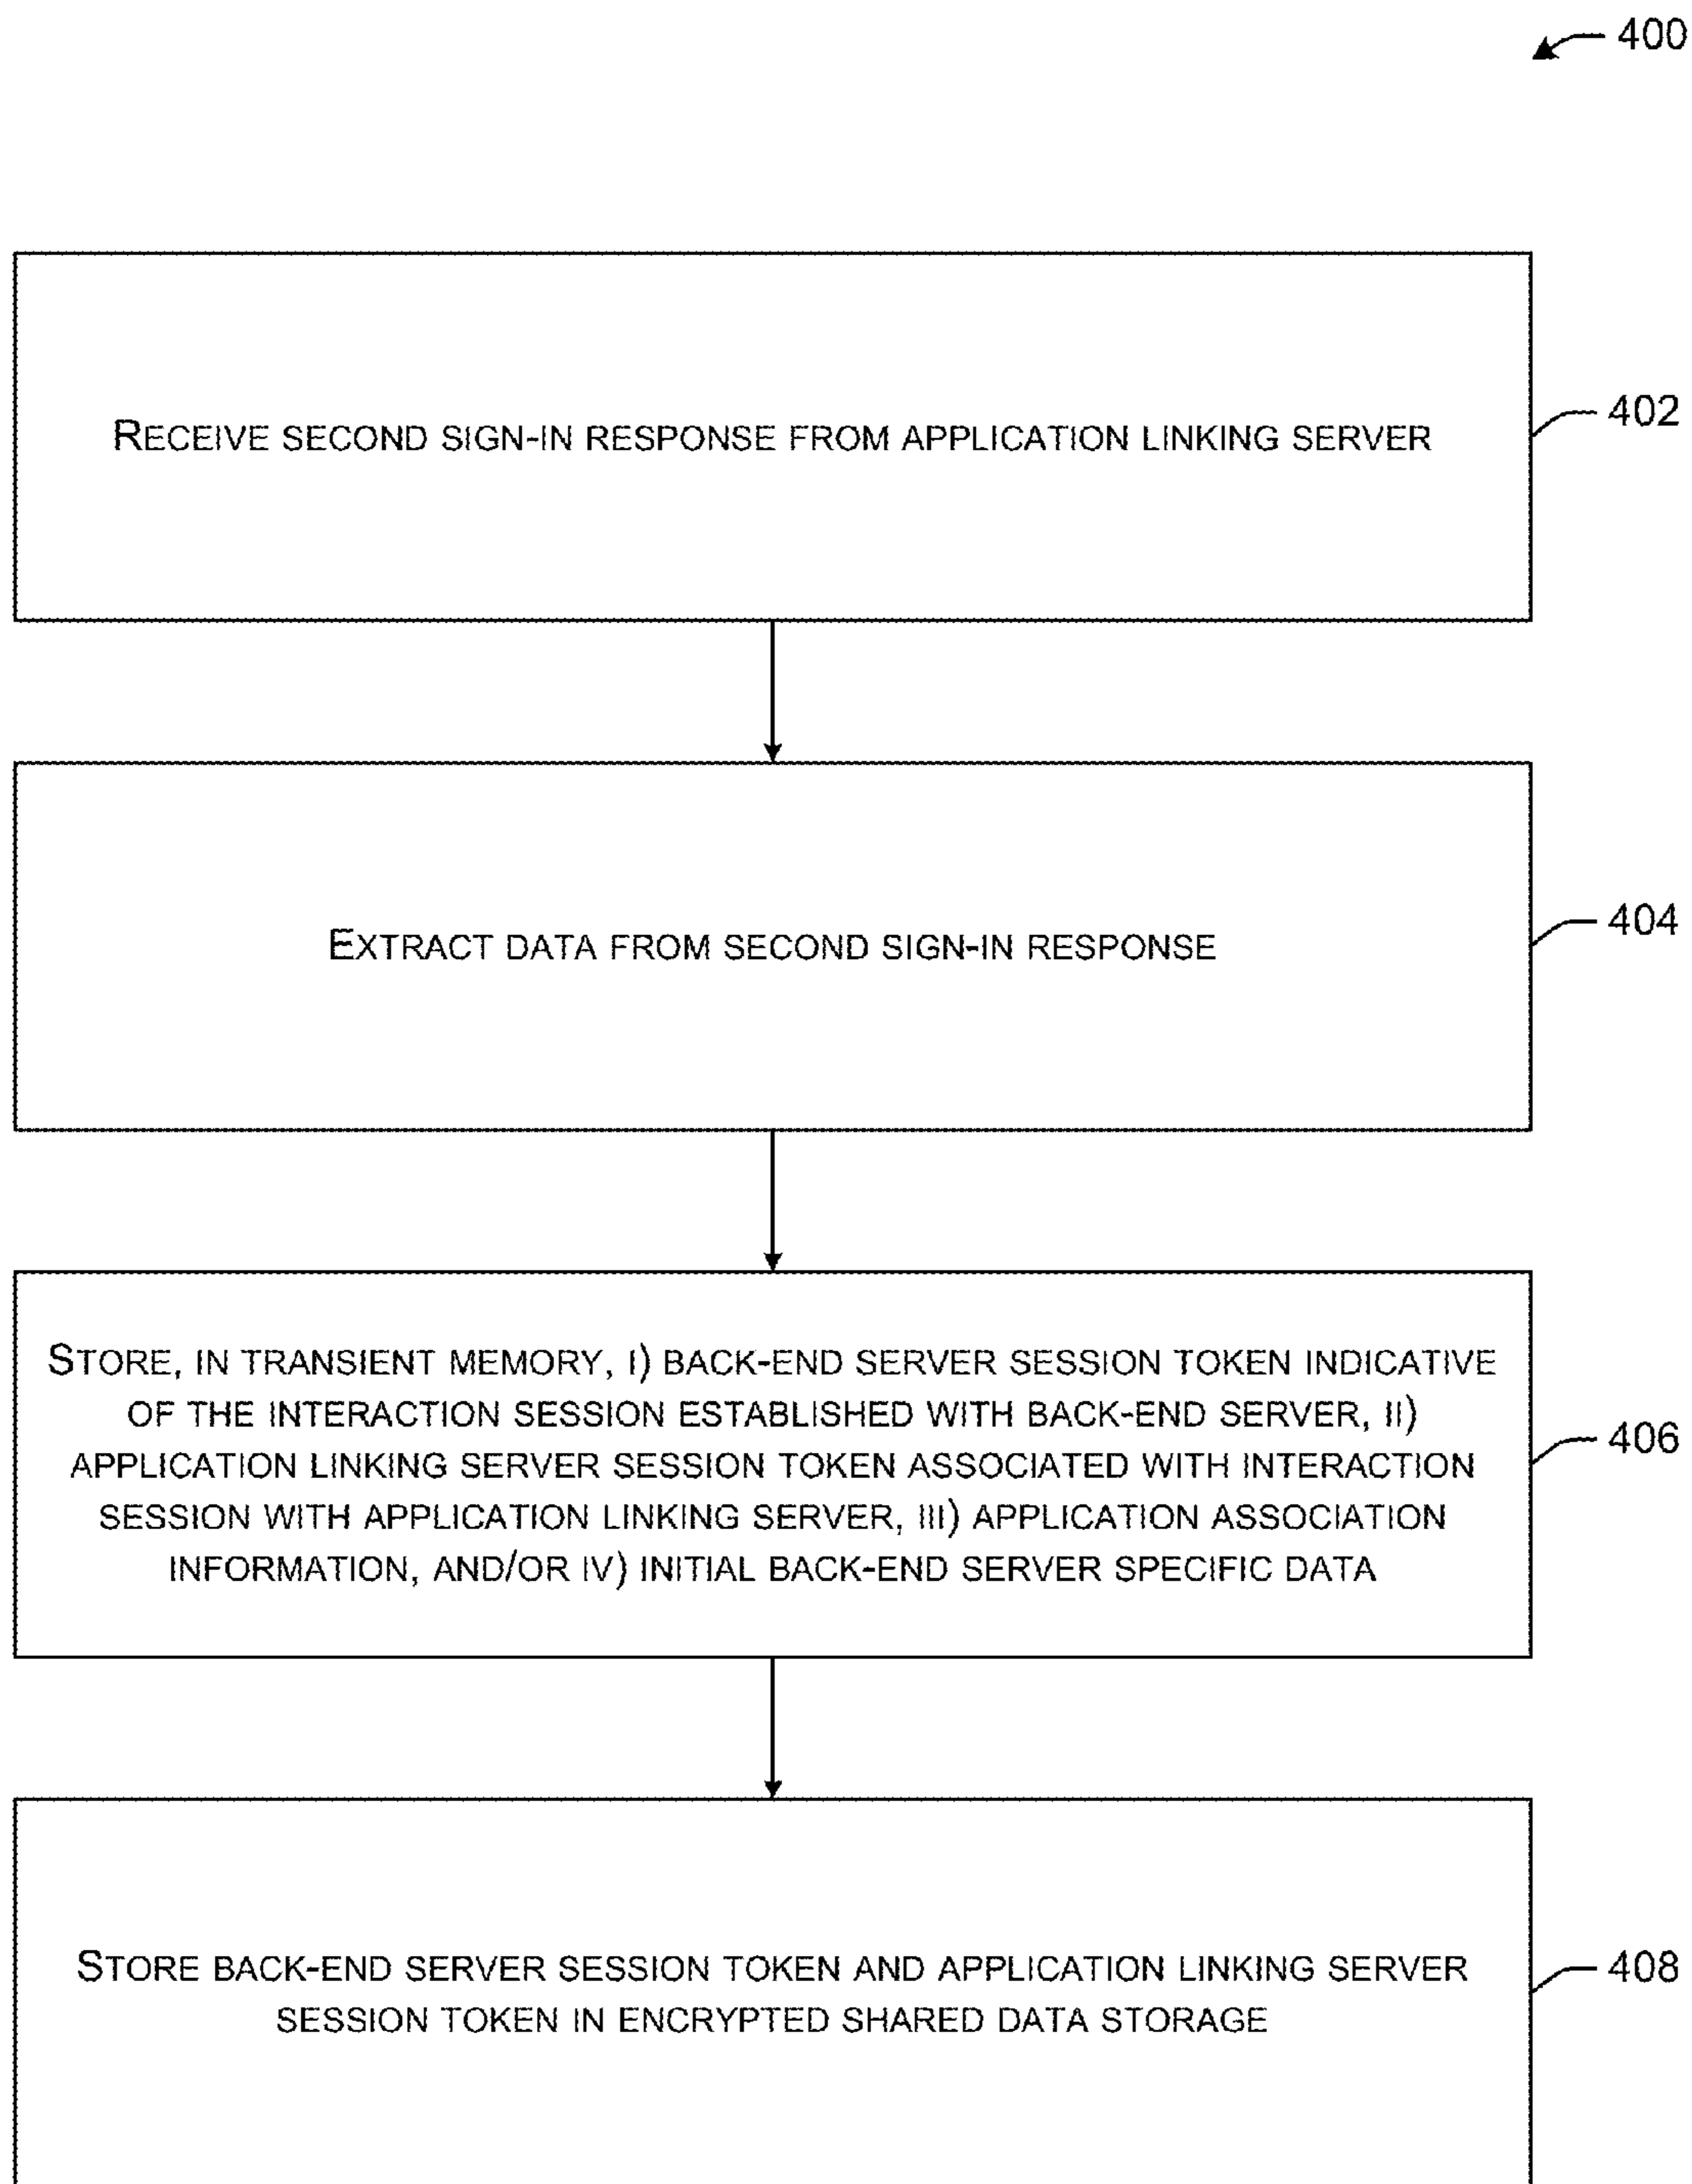 400
RECEIVE SECOND SIGN-IN RESPONSE FROM APPLICATION LINKING SERVER
402
EXTRACT DATA FROM SECOND SIGN-IN RESPONSE
404
STORE, IN TRANSIENT MEMORY, I) BACK-END SERVER SESSION TOKEN INDICATIVE
OF THE INTERACTION SESSION ESTABLISHED WITH BACK-END SERVER, II)
APPLICATION LINKING SERVER SESSION TOKEN ASSOCIATED WITH INTERACTION
SESSION WITH APPLICATION LINKING SERVER, III) APPLICATION ASSOCIATION
INFORMATION, AND/OR IV) INITIAL BACK-END SERVER SPECIFIC DATA
406
STORE BACK-END SERVER SESSION TOKEN AND APPLICATION LINKING SERVER
SESSION TOKEN IN ENCRYPTED SHARED DATA STORAGE
408